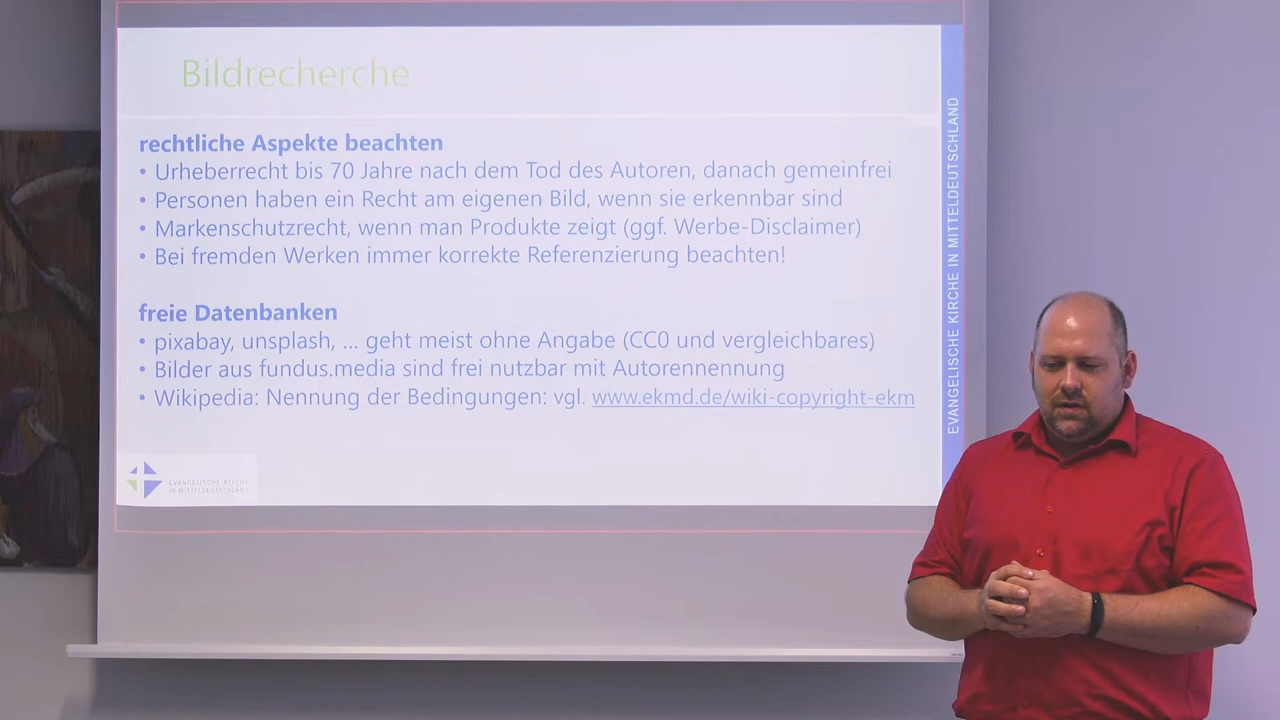 Bildrecherche
rechtliche Aspekte beachten
• Urheberrecht bis 70 Jahre nach dem Tod des Autoren, danach gemeinfrei
• Personen haben ein Recht am eigenen Bild, wenn sie erkennbar sind
• Markenschutzrecht, wenn man Produkte zeigt (ggf. Werbe-Disclaimer)
• Bei fremden Werken immer korrekte Referenzierung beachten!
freie Datenbanken
• pixabay, unsplash, ... geht meist ohne Angabe (CC0 und vergleichbares)
• Bilder aus fundus.media sind frei nutzbar mit Autorennennung
• Wikipedia: Nennung der Bedingungen: vgl. www.ekmd.de/wiki-copyright-ekm
EVANGELISCHE KIRCHE
IN MITTELDEUTSCHLAND
EVANGELISCHE KIRCHE IN MITTELDEUTSCHLAND